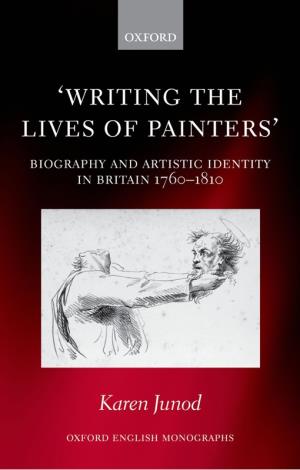 OXFORD
‘WRITING THE
LIVES OF PAINTERS’
BIOGRAPHY AND ARTISTIC IDENTITY
IN BRITAIN 1760–1810
Karen Junod
OXFORD ENGLISH MONOGRAPHS